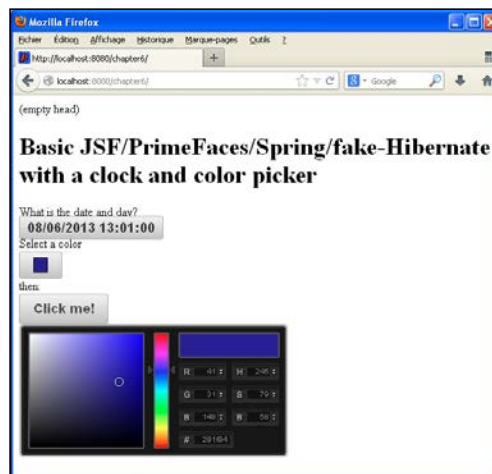 Mozilla Firefox
Fichier Édition Affichage Historique Marque-pages Outils ?
http://localhost:8080/chapter6/ +
localhost:8080/chapter6/ Google
(empty head)
Basic JSF/PrimeFaces/Spring/fake-Hibernate
with a clock and color picker
What is the date and day?
08/06/2013 13:01:00
Select a color
then:
Click me!
R 41 H 245
G 31 S 79
B 148 B 58
# 291f94